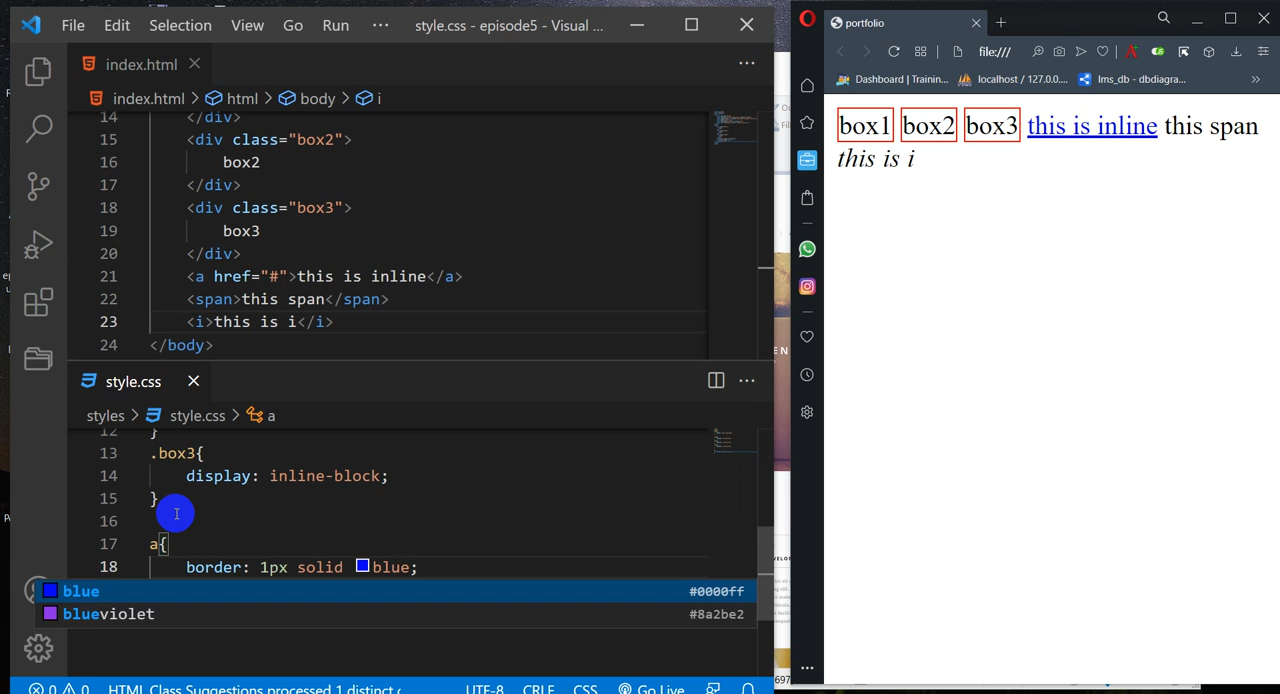 File Edit Selection View Go Run ··· style.css - episode5 - Visual ...
index.html
index.html > html > body > i
14 </div>
15 <div class="box2">
16 box2
17 </div>
18 <div class="box3">
19 box3
20 </div>
21 <a href="#">this is inline</a>
22 <span>this span</span>
23 <i>this is i</i>
24 </body>
style.css
styles > style.css > a
12 }
13 .box3{
14 display: inline-block;
15 }
16
17 a{
18 border: 1px solid blue;
blue #0000ff
blueviolet #8a2be2
0 0 HTML Class Suggestions processed 1 distinct c UTF-8 CRLF CSS Go Live
portfolio
file:///
Dashboard | Trainin... localhost / 127.0.0.... lms_db - dbdiagra... »
box1 box2 box3 this is inline this span
this is i